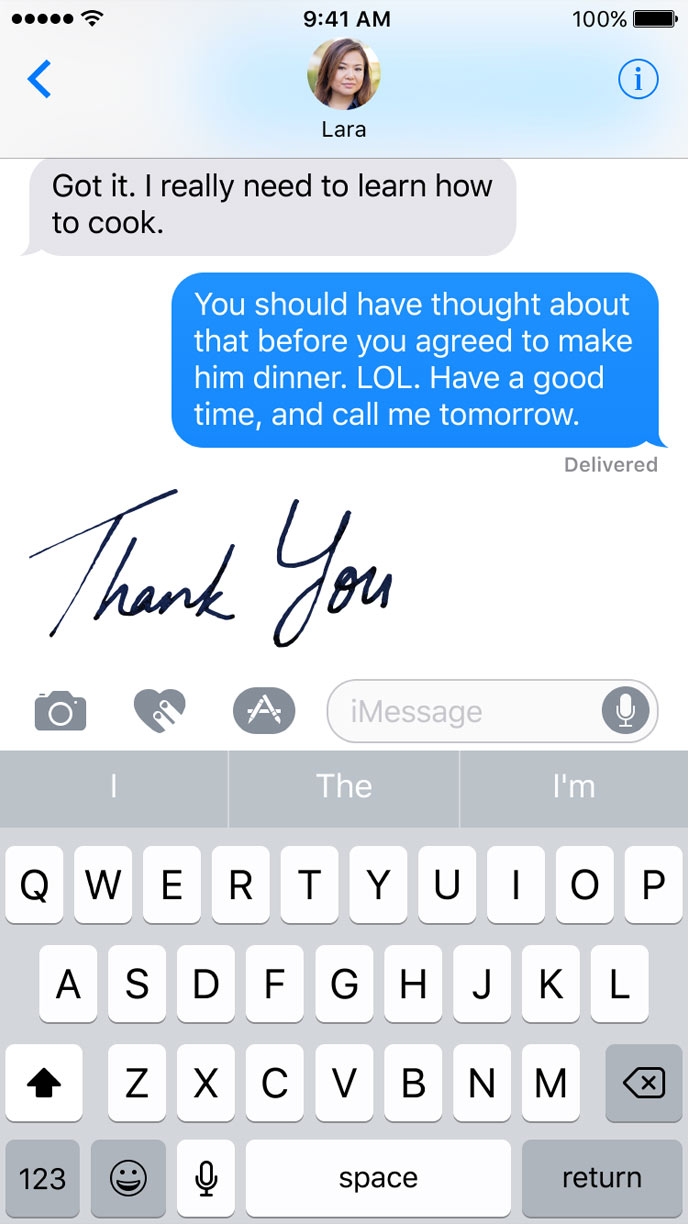 9:41 AM
100%
i
Lara
Got it. I really need to learn how
to cook.
You should have thought about
that before you agreed to make
him dinner. LOL. Have a good
time, and call me tomorrow.
Delivered
Thank You
iMessage
I The I'm
Q W E R T Y U I O P
A S D F G H J K L
Z X C V B N M
123 space return